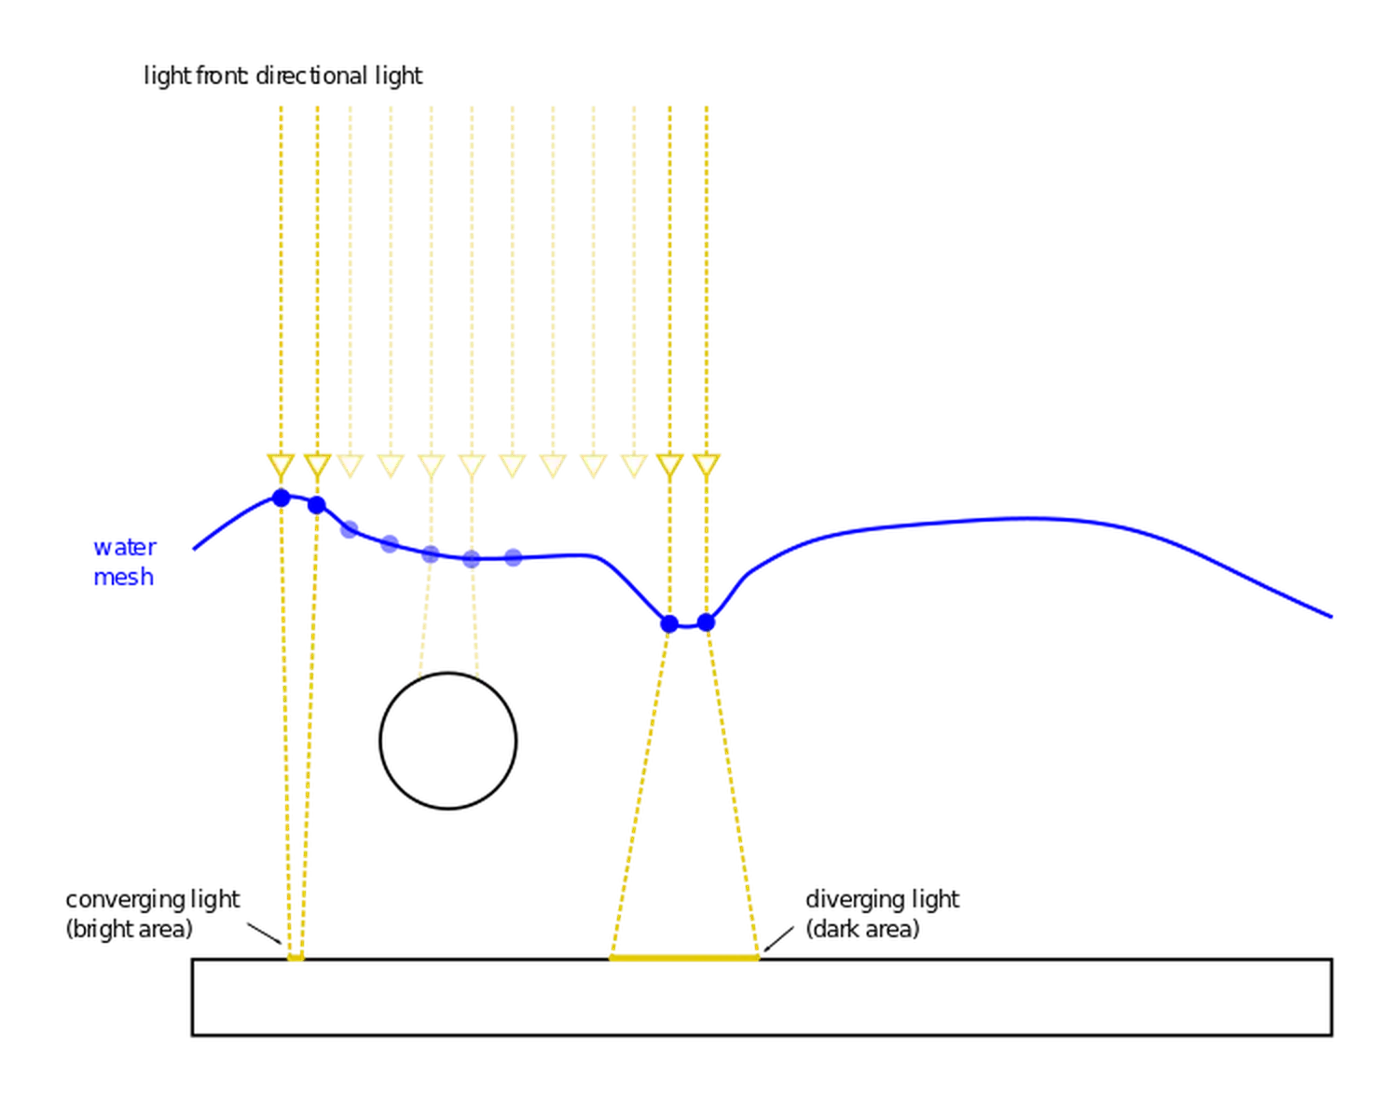 light front: directional light
water
mesh
converging light
(bright area)
diverging light
(dark area)